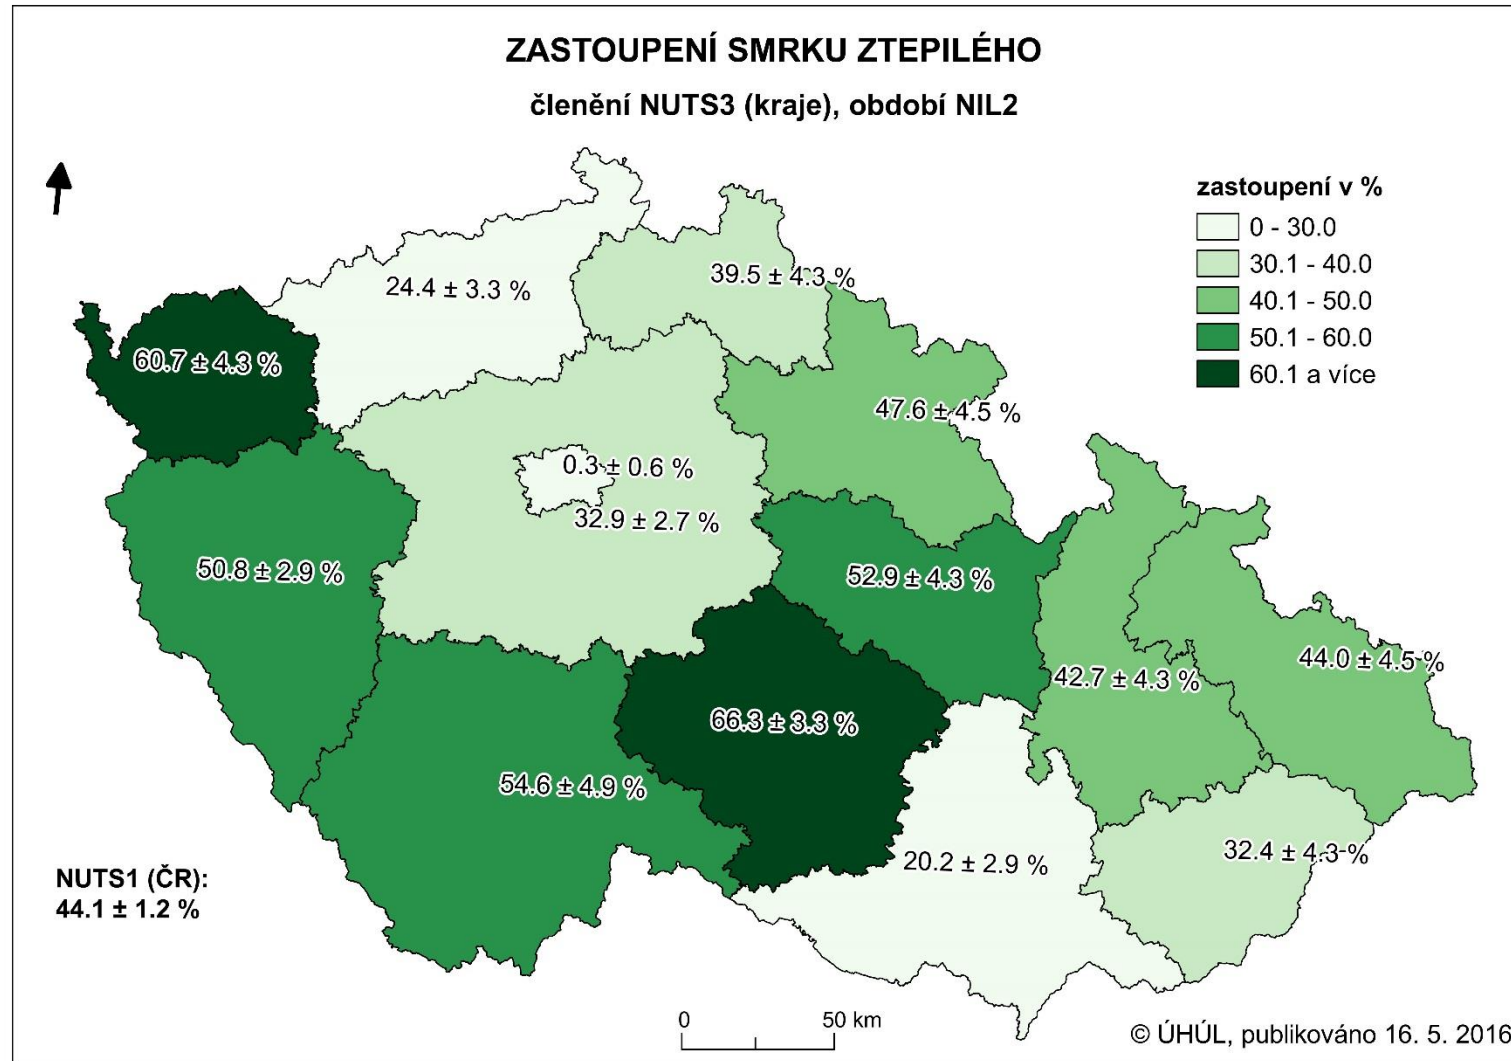 ZASTOUPENÍ SMRKU ZTEPILÉHO
členění NUTS3 (kraje), období NIL2
zastoupení v %
0 - 30.0
30.1 - 40.0
40.1 - 50.0
50.1 - 60.0
60.1 a více
24.4 ± 3.3 %
39.5 ± 4.3 %
60.7 ± 4.3 %
47.6 ± 4.5 %
0.3 ± 0.6 %
32.9 ± 2.7 %
50.8 ± 2.9 %
52.9 ± 4.3 %
44.0 ± 4.5 %
42.7 ± 4.3 %
66.3 ± 3.3 %
54.6 ± 4.9 %
32.4 ± 4.3 %
20.2 ± 2.9 %
NUTS1 (ČR):
44.1 ± 1.2 %
0 50 km
© ÚHÚL, publikováno 16. 5. 2016